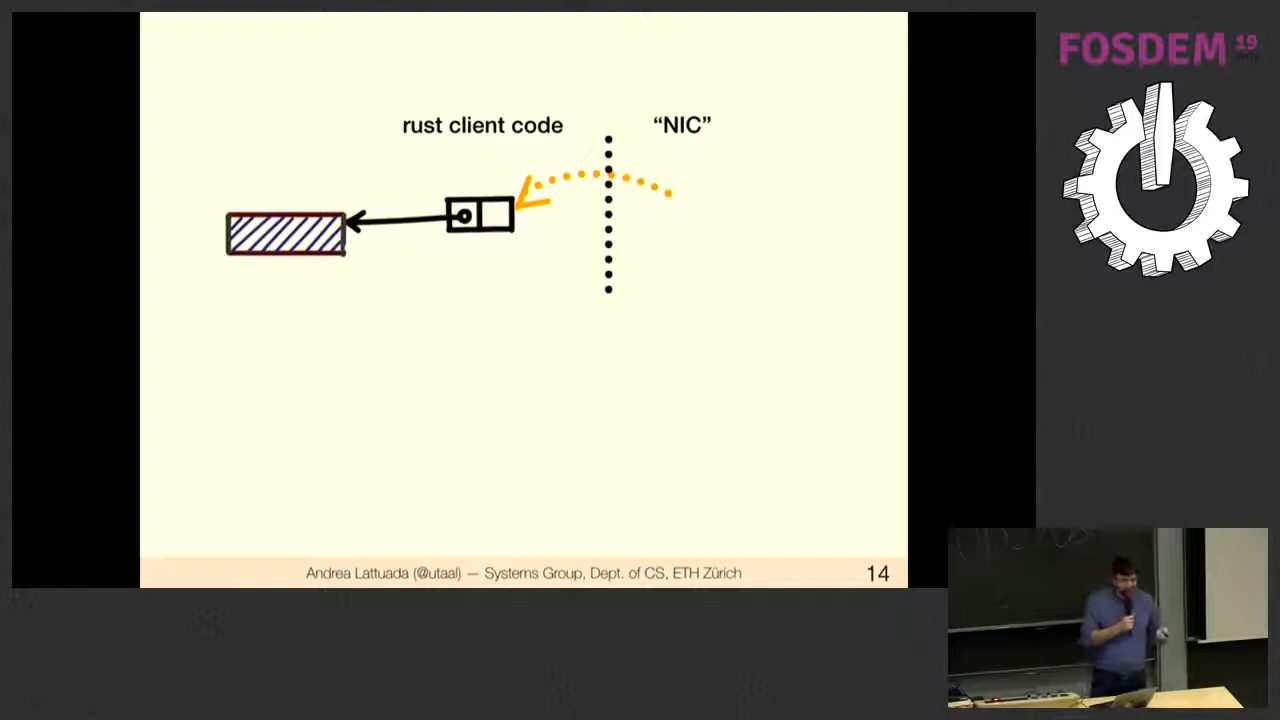 rust client code
“NIC”
Andrea Lattuada (@utaal) — Systems Group, Dept. of CS, ETH Zürich
14
FOSDEM 19